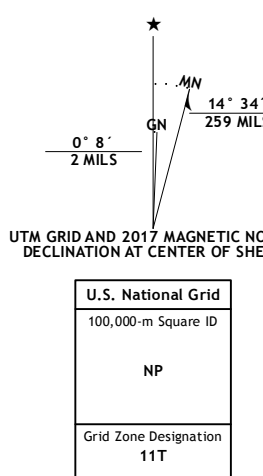 ★
MN
GN
14° 34´
259 MILS
0° 8´
2 MILS
UTM GRID AND 2017 MAGNETIC NO
DECLINATION AT CENTER OF SHE
U.S. National Grid
100,000-m Square ID
NP
Grid Zone Designation
11T